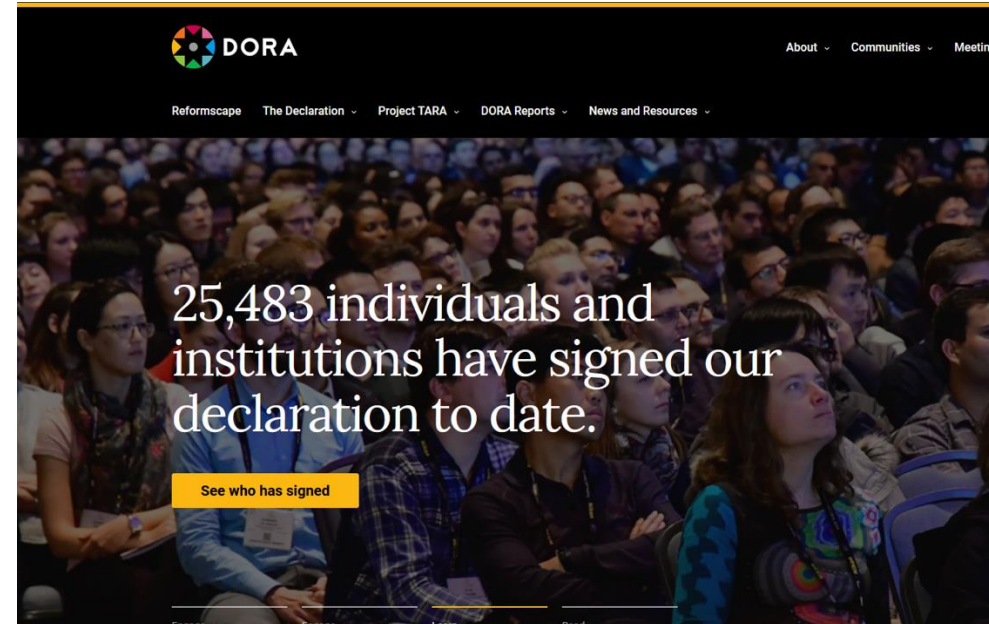 DORA
About Communities
Reformscape The Declaration Project TARA DORA Reports News and Resources
25,483 individuals and
institutions have signed our
declaration to date.
See who has signed